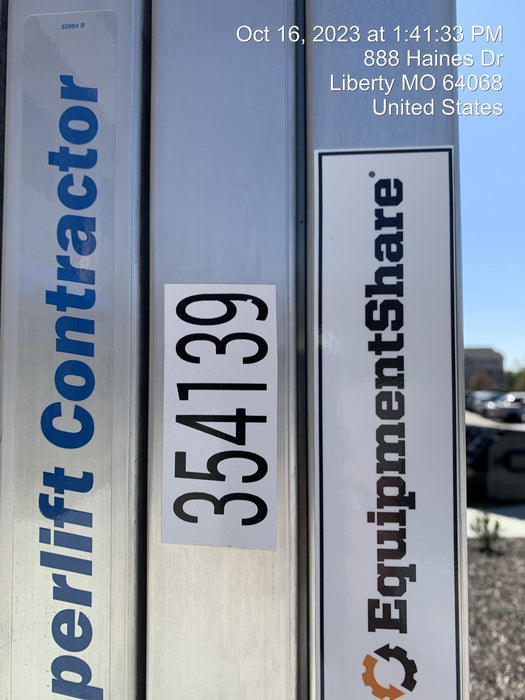 Oct 16, 2023 at 1:41:33 PM
888 Haines Dr
Liberty MO 64068
United States
52984 B
perlift Contractor
354139
EquipmentShare®